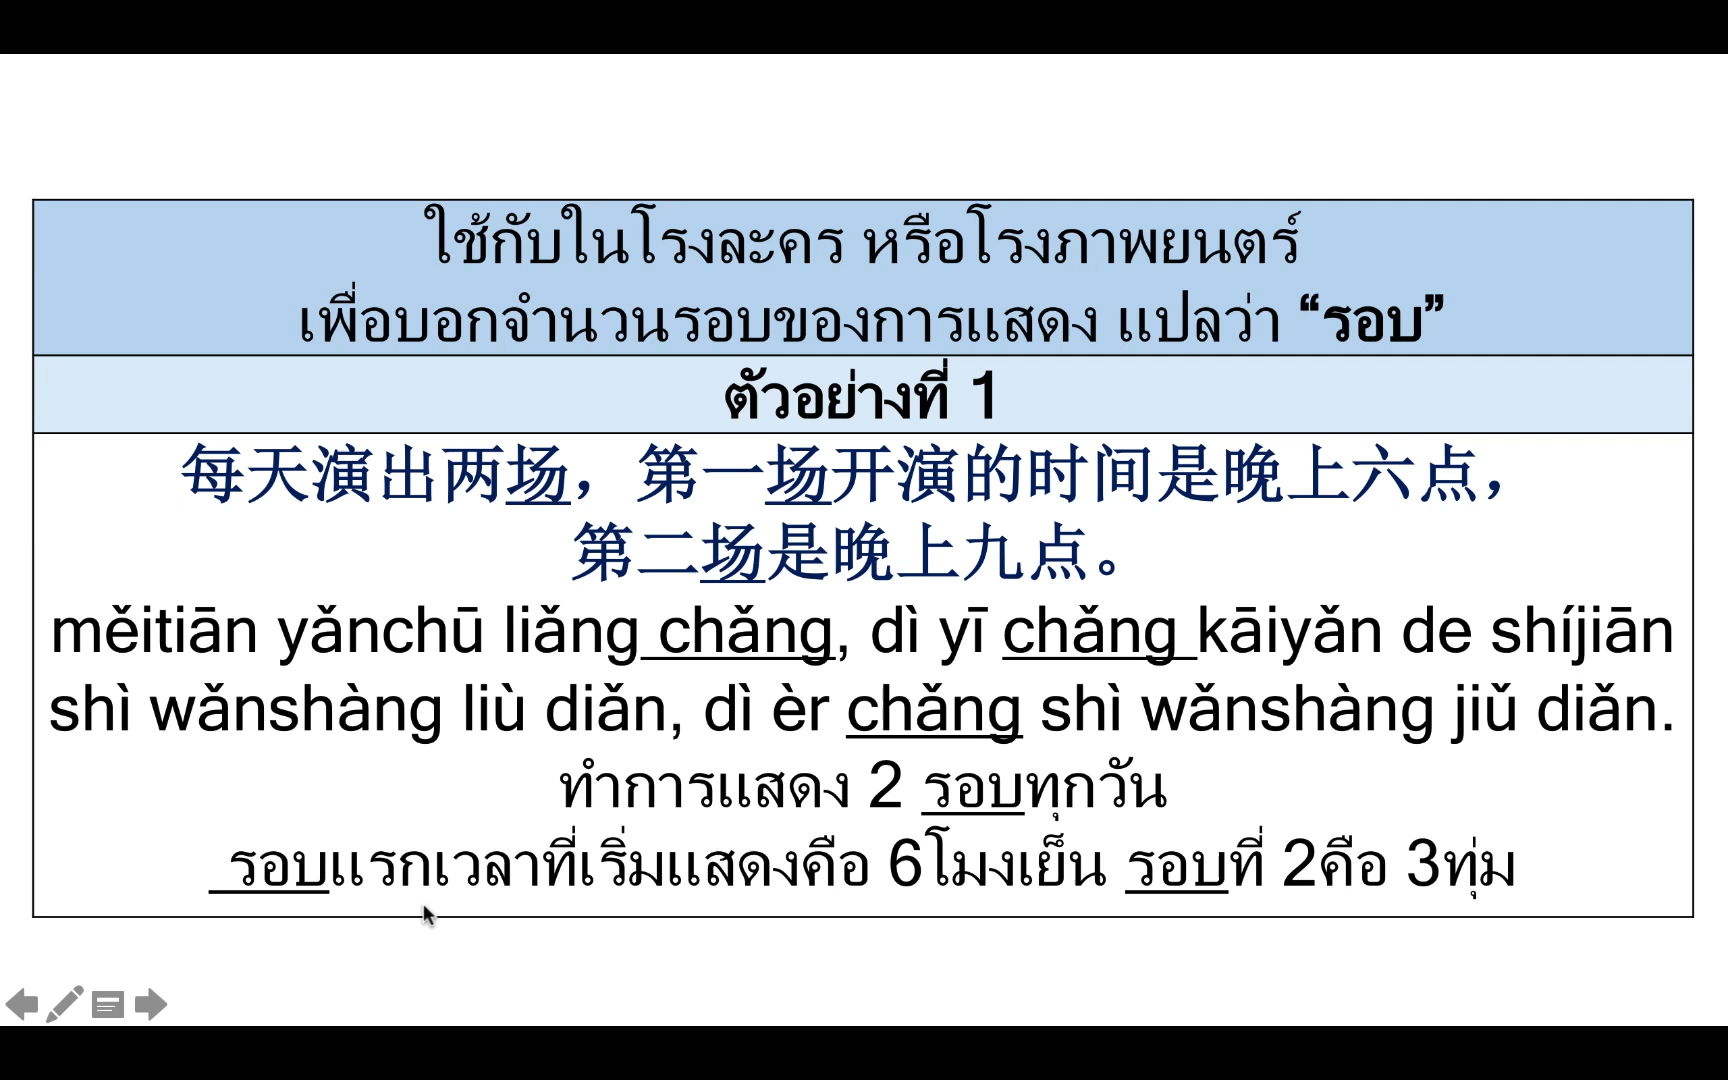 ใช้กับในโรงละคร หรือโรงภาพยนตร์
เพื่อบอกจำนวนรอบของการแสดง แปลว่า “รอบ”
ตัวอย่างที่ 1
每天演出两场，第一场开演的时间是晚上六点，
第二场是晚上九点。
měitiān yǎnchū liǎng chǎng, dì yī chǎng kāiyǎn de shíjiān
shì wǎnshàng liù diǎn, dì èr chǎng shì wǎnshàng jiǔ diǎn.
ทำการแสดง 2 รอบทุกวัน
รอบแรกเวลาที่เริ่มแสดงคือ 6โมงเย็น รอบที่ 2คือ 3ทุ่ม